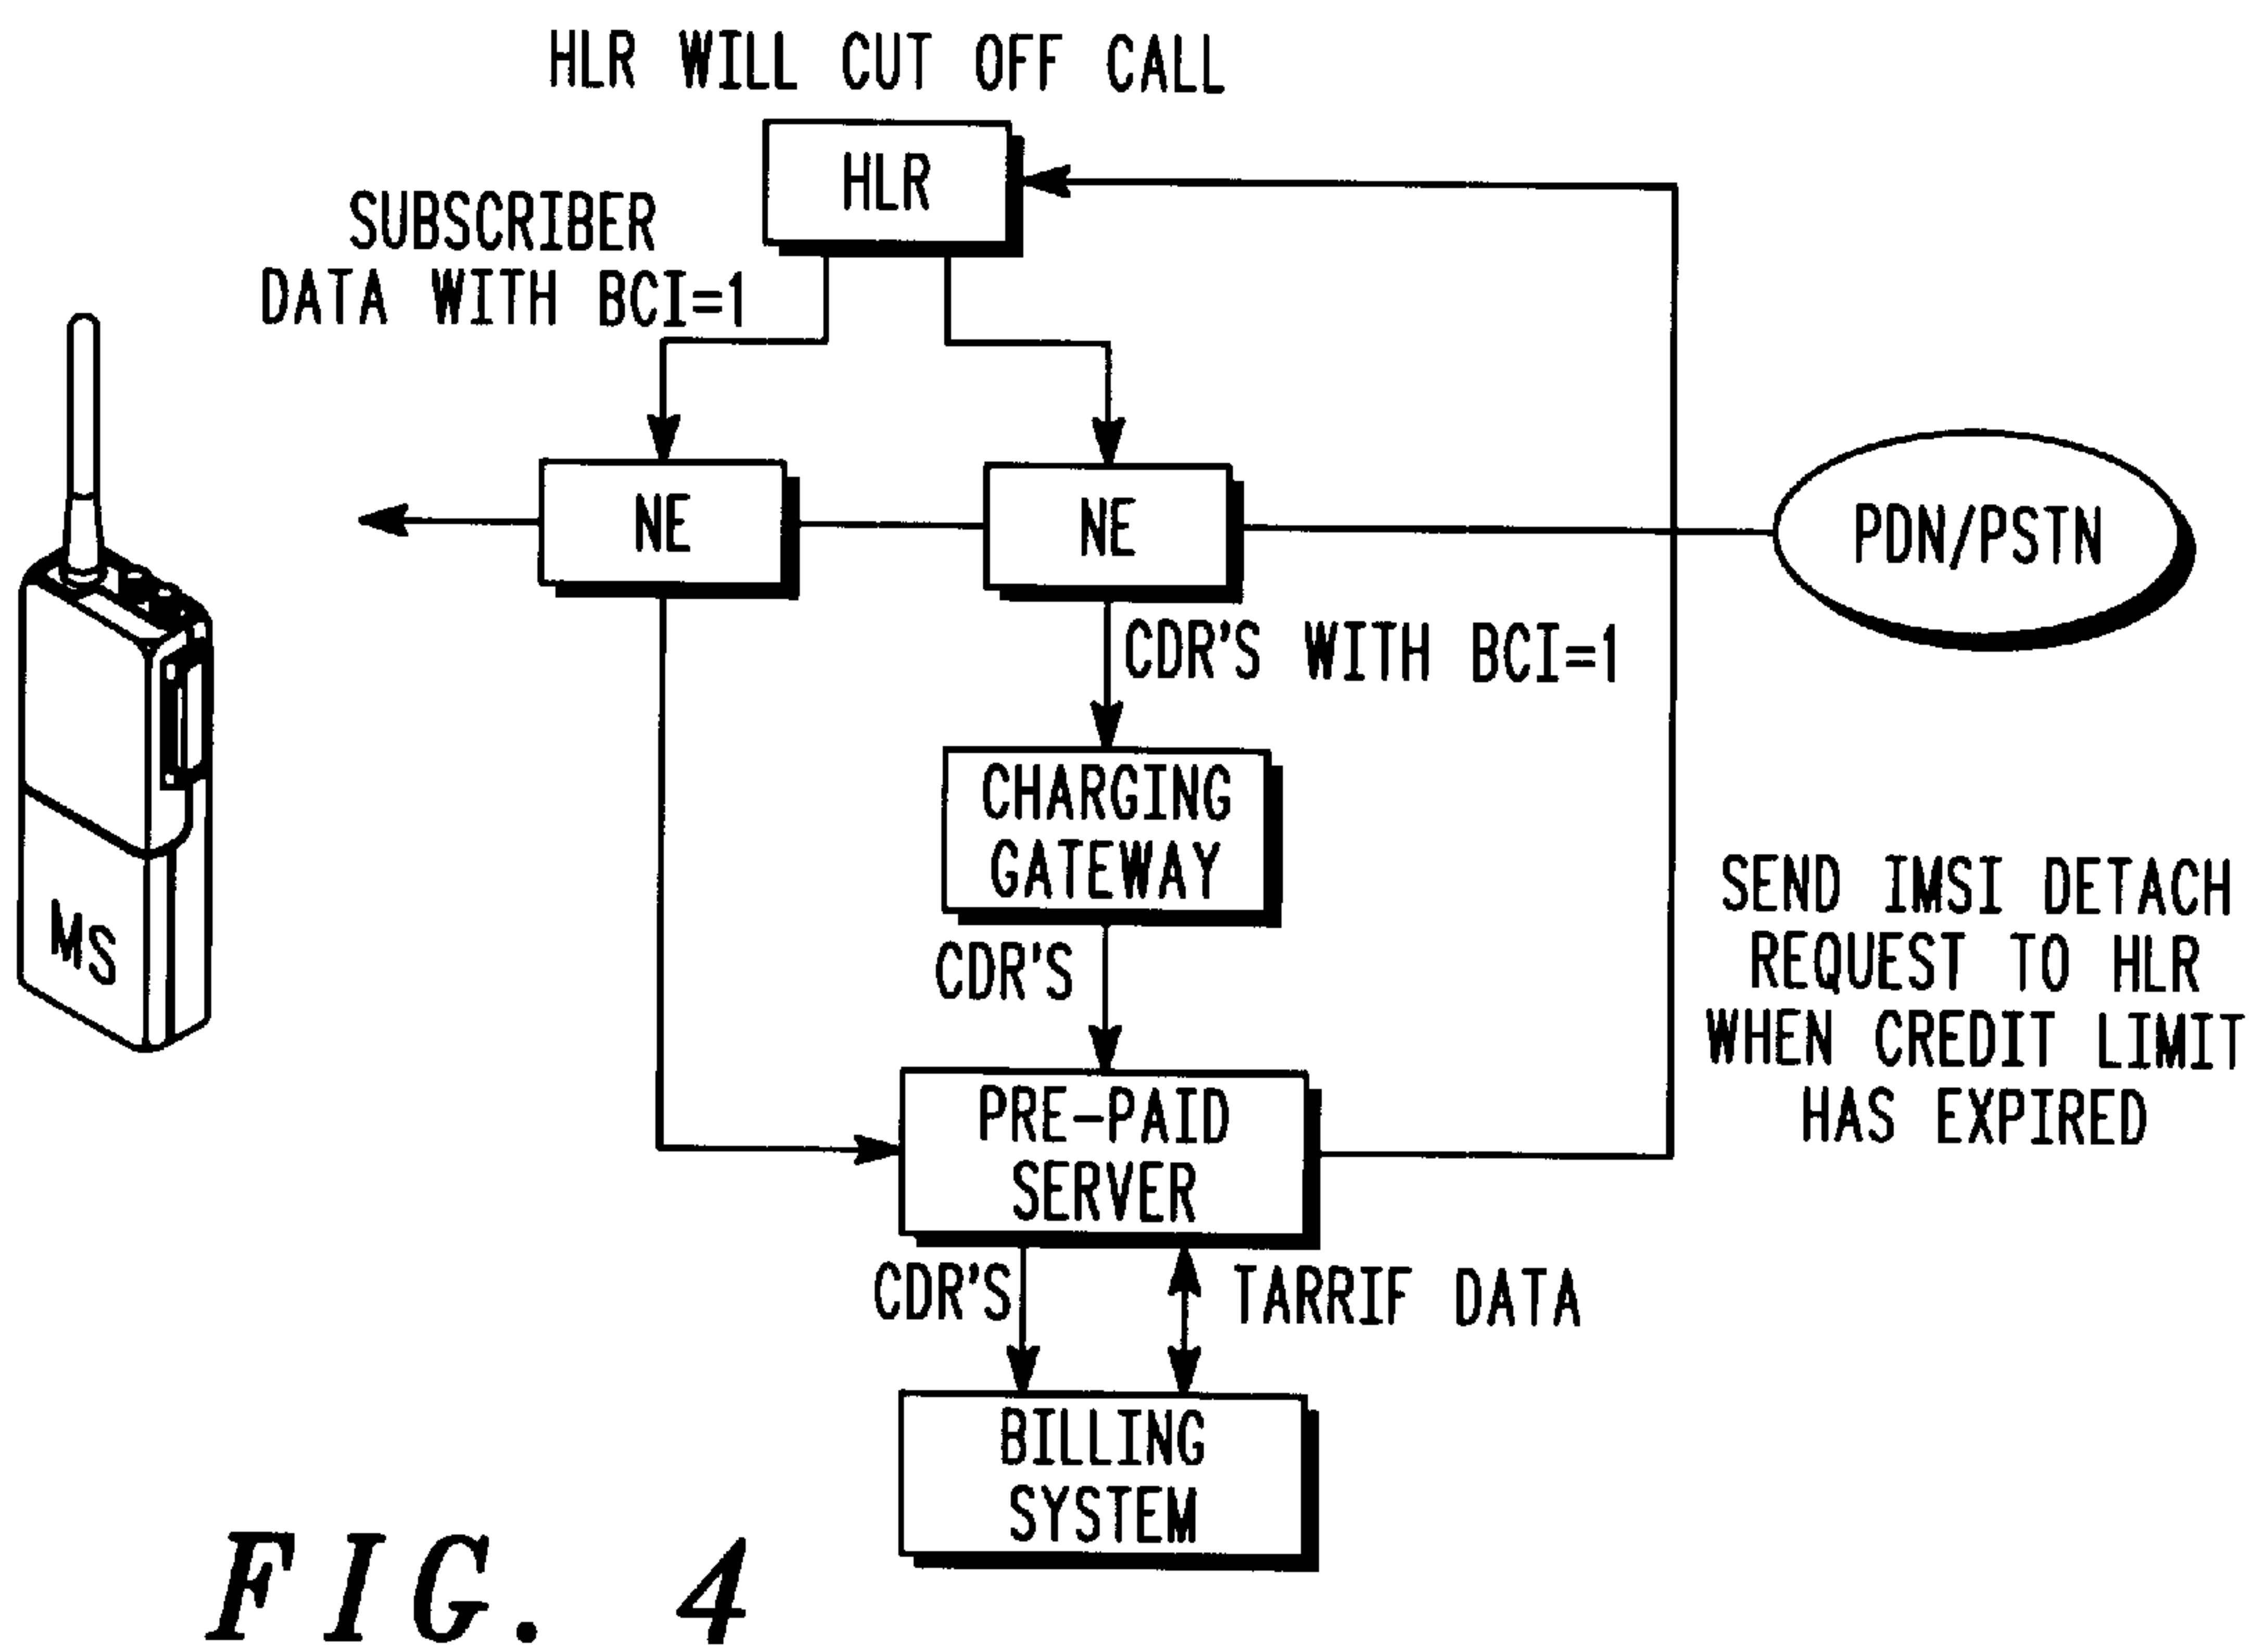 HLR WILL CUT OFF CALL
HLR
SUBSCRIBER
DATA WITH BCI=1
NE
NE
PDN/PSTN
CDR'S WITH BCI=1
CHARGING
GATEWAY
MS
CDR'S
SEND IMSI DETACH
REQUEST TO HLR
WHEN CREDIT LIMIT
HAS EXPIRED
PRE-PAID
SERVER
CDR'S
TARRIF DATA
BILLING
SYSTEM
FIG. 4